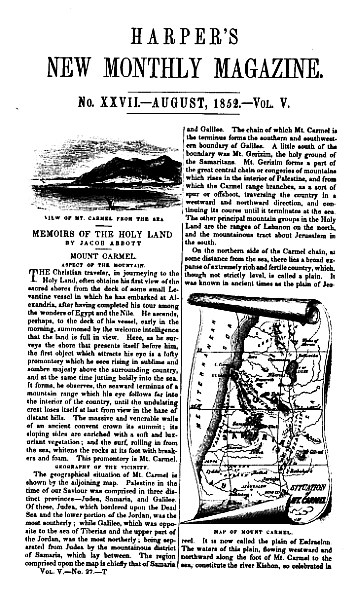 HARPER'S
NEW MONTHLY MAGAZINE.
No. XXVII.—AUGUST, 1852.—Vol. V.
VIEW OF MT. CARMEL FROM THE SEA
MEMOIRS OF THE HOLY LAND
BY JACOB ABBOTT
MOUNT CARMEL.
ASPECT OF THE MOUNTAIN.
THE Christian traveler, in journeying to the
Holy Land, often obtains his first view of the
sacred shores from the deck of some small Le-
vantine vessel in which he has embarked at Al-
exandria, after having completed his tour among
the wonders of Egypt and the Nile. He ascends,
perhaps, to the deck of his vessel, early in the
morning, summoned by the welcome intelligence
that the land is full in view. Here, as he sur-
veys the shore that presents itself before him,
the first object which attracts his eye is a lofty
promontory which he sees rising in sublime and
sombre majesty above the surrounding country,
and at the same time jutting boldly into the sea.
It forms, he observes, the seaward terminus of a
mountain range which his eye follows far into
the interior of the country, until the undulating
crest loses itself at last from view in the haze of
distant hills. The massive and venerable walls
of an ancient convent crown its summit; its
sloping sides are enriched with a soft and lux-
uriant vegetation; and the surf, rolling in from
the sea, whitens the rocks at its foot with break-
ers and foam. This promontory is Mt. Carmel.
GEOGRAPHY OF THE VICINITY.
The geographical situation of Mt. Carmel is
shown by the adjoining map. Palestine in the
time of our Saviour was comprised in three dis-
tinct provinces—Judea, Samaria, and Galilee.
Of three, Judea, which bordered upon the Dead
Sea and the lower portion of the Jordan, was the
most southerly; while Galilee, which was oppo-
site to the sea of Tiberias and the upper part of
the Jordan, was the most northerly; being sep-
arated from Judea by the mountainous district
of Samaria, which lay between. The region
comprised upon the map is chiefly that of Samaria
Vol. V.—No. 27.—T
and Galilee. The chain of which Mt. Carmel is
the terminus forms the southern and southwest-
ern boundary of Galilee. A little south of the
boundary was Mt. Gerizim, the holy ground of
the Samaritans. Mt. Gerizim forms a part of
the great central chain or congeries of mountains
which rises in the interior of Palestine, and from
which the Carmel range branches, as a sort of
spur or offshoot, traversing the country in a
westward and northward direction, and con-
tinuing its course until it terminates at the sea.
The other principal mountain groups in the Holy
Land are the ranges of Lebanon on the north,
and the mountainous tract about Jerusalem in
the south.
On the northern side of the Carmel chain, at
some distance from the sea, there lies a broad ex-
panse of extremely rich and fertile country, which,
though not strictly level, is called a plain. It
was known in ancient times as the plain of Jez-
SITUATION
OF
MT. CARMEL.
MAP OF MOUNT CARMEL.
reel. It is now called the plain of Esdraelon
The waters of this plain, flowing westward and
northward along the foot of Mt. Carmel to the
sea, constitute the river Kishon, so celebrated in